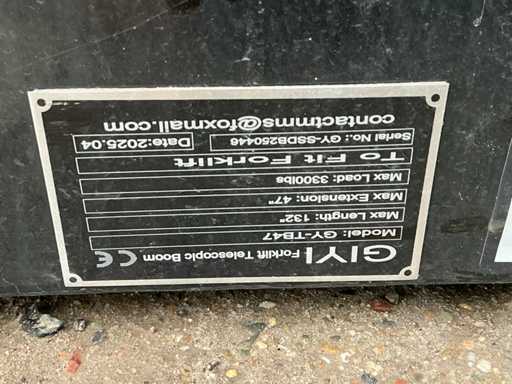 GIYI Forklift Telescopic Boom CE
Model: GY-TB47
Max Length: 132"
Max Extension: 47"
Max Load: 3300lbs
To Fit Forklift
Serial No.: GY-SSDB250446 Date:2025.04
contactmms@foxmail.com